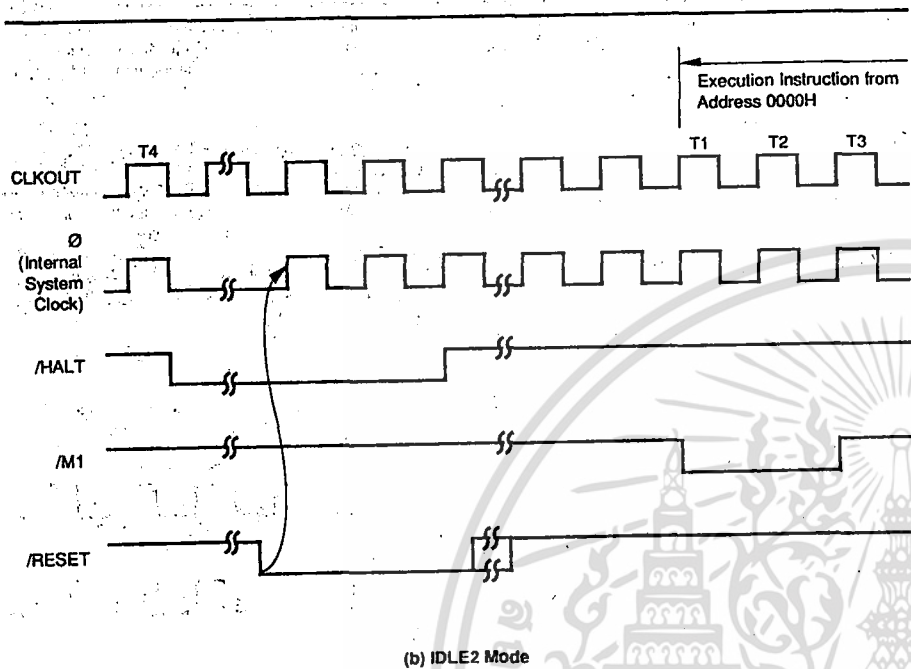 Execution Instruction from
Address 0000H
T4
T1
T2
T3
CLKOUT
Ø
(Internal
System
Clock)
/HALT
/M1
/RESET
(b) IDLE2 Mode